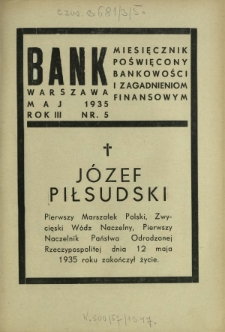 BANK
WARSZAWA
MAJ 1935
ROK III NR. 5
MIESIĘCZNIK
POŚWIĘCONY
BANKOWOŚCI
I ZAGADNIENIOM
FINANSOWYM
JÓZEF
PIŁSUDSKI
Pierwszy Marszałek Polski, Zwy-
cięski Wódz Naczelny, Pierwszy
Naczelnik Państwa Odrodzonej
Rzeczypospolitej dnia 12 maja
1935 roku zakończył życie.